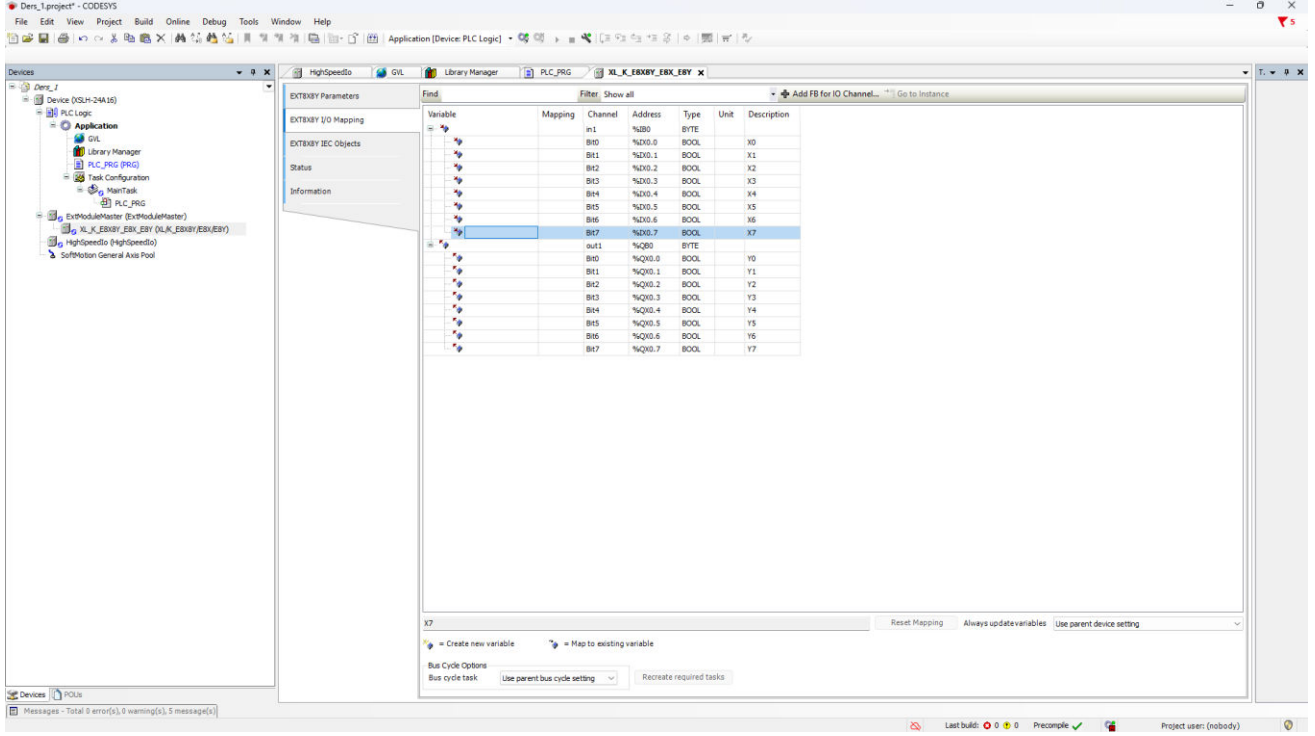 Ders_1.project* - CODESYS
File Edit View Project Build Online Debug Tools Window Help
5
Application [Device: PLC Logic]
Devices
HighSpeedIo GVL Library Manager PLC_PRG XL_K_E8X8Y_E8X_E8Y
T.
Ders_1
Device (XSLH-24A16)
PLC Logic
Application
GVL
Library Manager
PLC_PRG (PRG)
Task Configuration
MainTask
PLC_PRG
ExtModuleMaster (ExtModuleMaster)
XL_K_E8X8Y_E8X_E8Y (XL/K_E8X8Y/E8X/E8Y)
HighSpeedIo (HighSpeedIo)
SoftMotion General Axis Pool
EXT8X8Y Parameters
EXT8X8Y I/O Mapping
EXT8X8Y IEC Objects
Status
Information
Find Filter Show all Add FB for IO Channel... Go to Instance
Variable Mapping Channel Address Type Unit Description
in1 %IB0 BYTE
Bit0 %IX0.0 BOOL X0
Bit1 %IX0.1 BOOL X1
Bit2 %IX0.2 BOOL X2
Bit3 %IX0.3 BOOL X3
Bit4 %IX0.4 BOOL X4
Bit5 %IX0.5 BOOL X5
Bit6 %IX0.6 BOOL X6
Bit7 %IX0.7 BOOL X7
out1 %QB0 BYTE
Bit0 %QX0.0 BOOL Y0
Bit1 %QX0.1 BOOL Y1
Bit2 %QX0.2 BOOL Y2
Bit3 %QX0.3 BOOL Y3
Bit4 %QX0.4 BOOL Y4
Bit5 %QX0.5 BOOL Y5
Bit6 %QX0.6 BOOL Y6
Bit7 %QX0.7 BOOL Y7
X7 Reset Mapping Always update variables Use parent device setting
= Create new variable = Map to existing variable
Bus Cycle Options
Bus cycle task Use parent bus cycle setting Recreate required tasks
Devices POUs
Messages - Total 0 error(s), 0 warning(s), 5 message(s)
Last build: 0 0 Precompile Project user: (nobody)